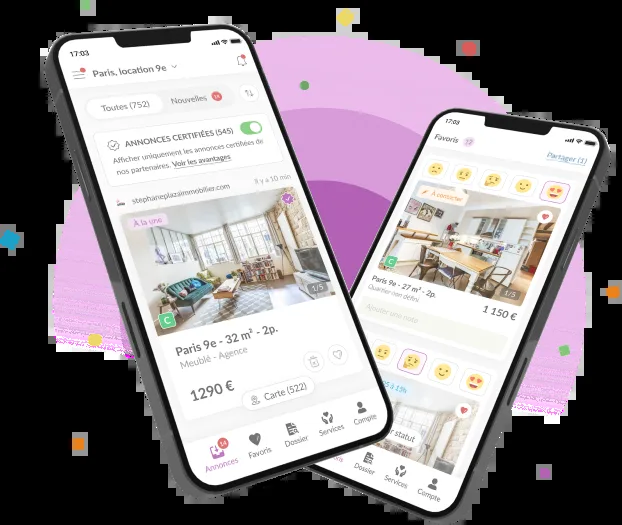 17:03
Paris, location 9e
Toutes (752)
Nouvelles 14
ANNONCES CERTIFIÉES (545)
Afficher uniquement les annonces certifiées de
nos partenaires. Voir les avantages
stephaneplazaimmobilier.com
Il y a 10 min
À la une
C
1/5
Paris 9e - 32 m² - 2p.
Meublé - Agence
1290 €
Carte (522)
14
Annonces
Favoris
Dossier
Services
Compte
17:03
Favoris 17
Partager (1)
À contacter
C
1/5
Paris 9e - 27 m² - 2p.
Quartier non défini
1 150 €
Ajouter une note
r statut
Dossier
Services
Compte